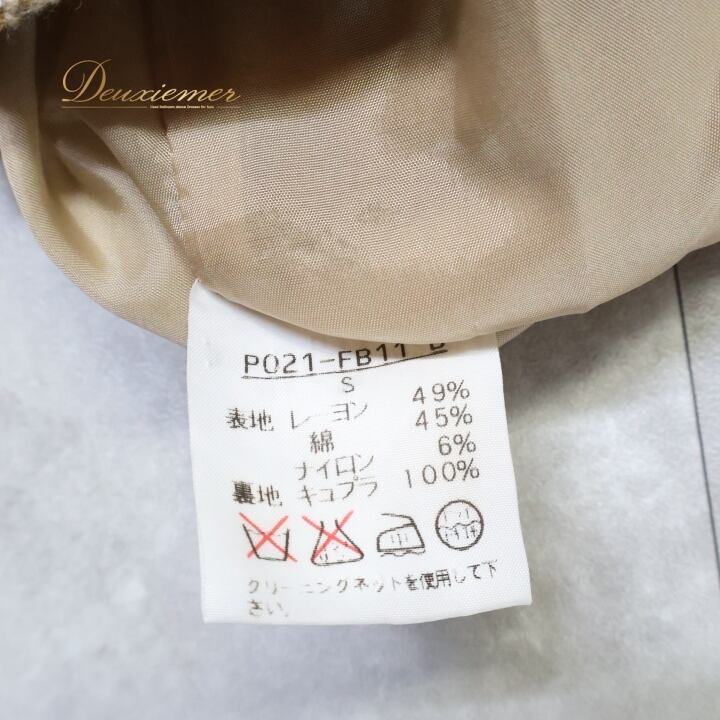 Deuxiemer
P021-FB11
S
表地 レーヨン 49%
綿 45%
ナイロン 6%
裏地 キュプラ 100%
クリーニングネットを使用して下
さい。